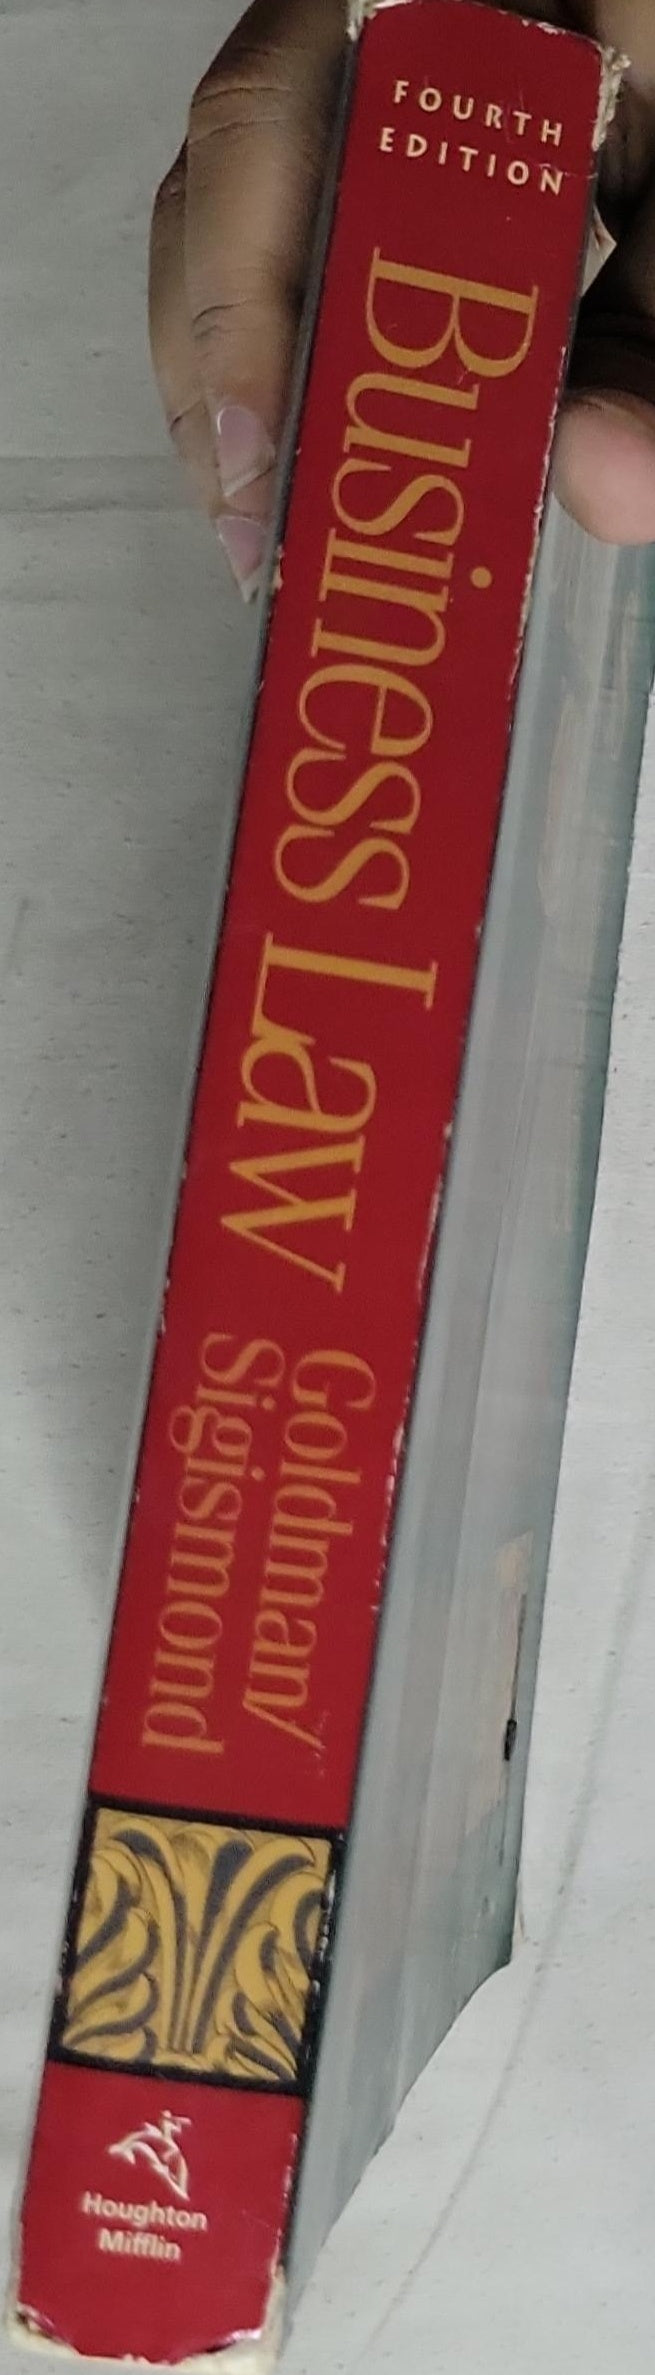 FOURTH
EDITION
Business Law
Goldman/
Sigismond
Houghton
Mifflin